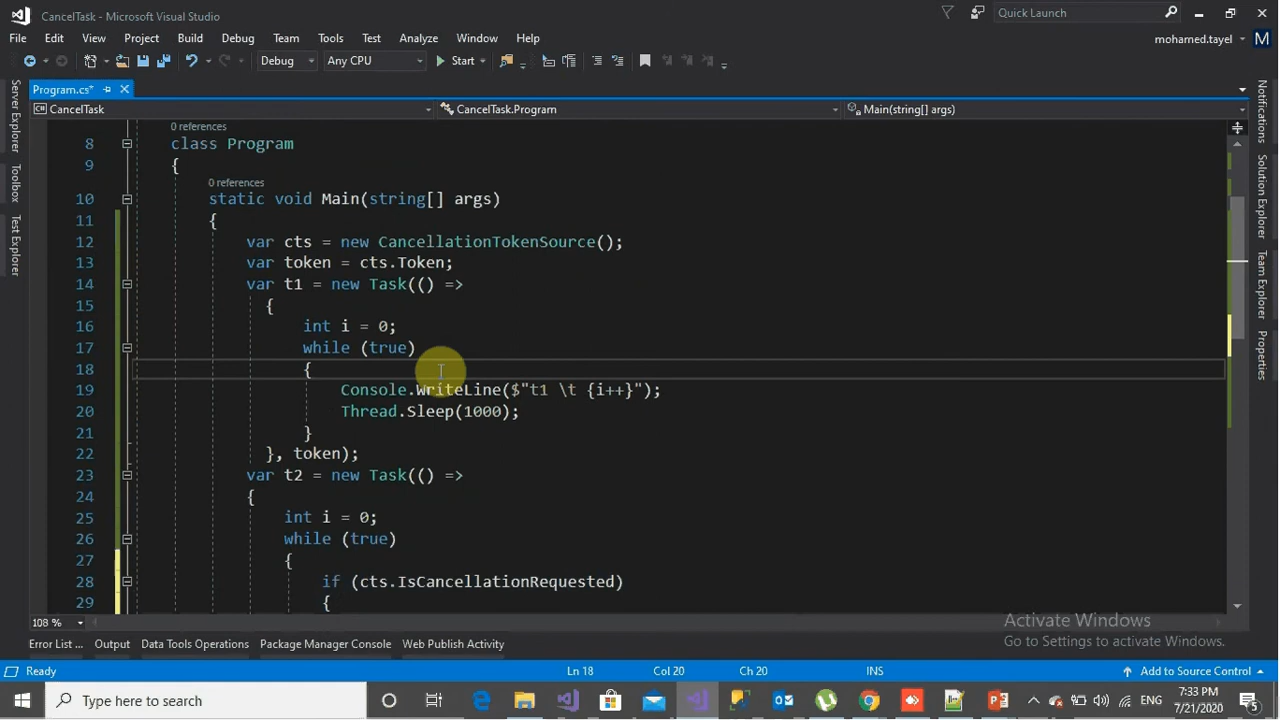 CancelTask - Microsoft Visual Studio
Quick Launch
File Edit View Project Build Debug Team Tools Test Analyze Window Help
mohamed.tayel M
Debug Any CPU Start
Program.cs*
CancelTask CancelTask.Program Main(string[] args)
Server Explorer
Toolbox
Test Explorer
Notifications
Solution Explorer
Team Explorer
Properties
0 references
8 class Program
9 {
0 references
10 static void Main(string[] args)
11 {
12 var cts = new CancellationTokenSource();
13 var token = cts.Token;
14 var t1 = new Task(() =>
15 {
16 int i = 0;
17 while (true)
18 {
19 Console.WriteLine($"t1 \t {i++}");
20 Thread.Sleep(1000);
21 }
22 }, token);
23 var t2 = new Task(() =>
24 {
25 int i = 0;
26 while (true)
27 {
28 if (cts.IsCancellationRequested)
29 {
108 %
Activate Windows
Go to Settings to activate Windows.
Error List ... Output Data Tools Operations Package Manager Console Web Publish Activity
Ready Ln 18 Col 20 Ch 20 INS Add to Source Control
Type here to search
ENG
7:33 PM
7/21/2020
5